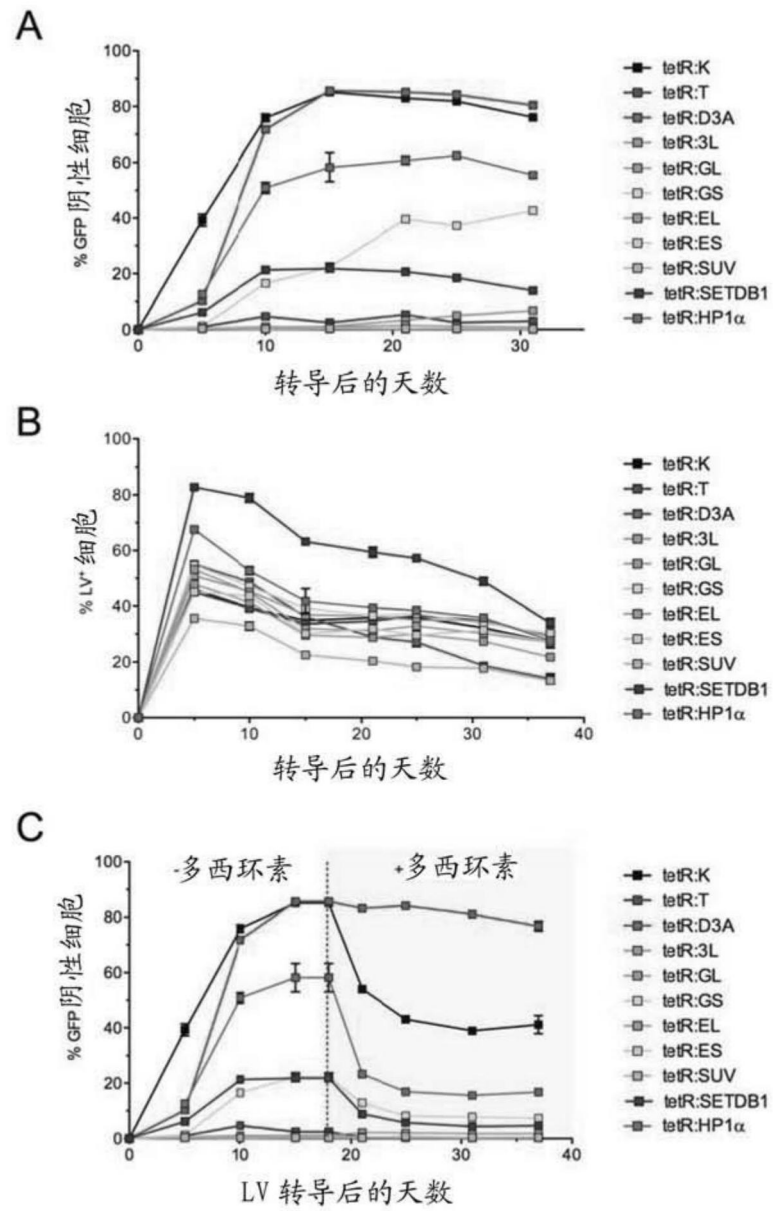 A
100
80
60
40
20
0
% GFP 阴性细胞
0
10
20
30
转导后的天数
tetR:K
tetR:T
tetR:D3A
tetR:3L
tetR:GL
tetR:GS
tetR:EL
tetR:ES
tetR:SUV
tetR:SETDB1
tetR:HP1α
B
100
80
60
40
20
0
% LV⁺ 细胞
0
10
20
30
40
转导后的天数
tetR:K
tetR:T
tetR:D3A
tetR:3L
tetR:GL
tetR:GS
tetR:EL
tetR:ES
tetR:SUV
tetR:SETDB1
tetR:HP1α
C
-多西环素
+多西环素
100
80
60
40
20
0
% GFP 阴性细胞
0
10
20
30
40
LV 转导后的天数
tetR:K
tetR:T
tetR:D3A
tetR:3L
tetR:GL
tetR:GS
tetR:EL
tetR:ES
tetR:SUV
tetR:SETDB1
tetR:HP1α